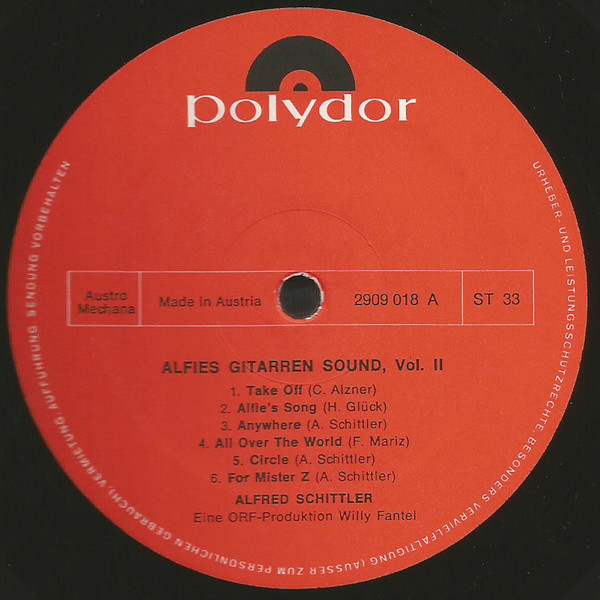 polydor
Austro
Mechana
Made in Austria
2909 018 A
ST 33
ALFIES GITARREN SOUND, Vol. II
1. Take Off (C. Alzner)
2. Alfie's Song (H. Glück)
3. Anywhere (A. Schittler)
4. All Over The World (F. Mariz)
5. Circle (A. Schittler)
6. For Mister Z (A. Schittler)
ALFRED SCHITTLER
Eine ORF-Produktion Willy Fantel
URHEBER- UND LEISTUNGSSCHUTZRECHTE, BESONDERS VERVIELFALTIGUNG (AUSSER ZUM PERSÖNLICHEN GEBRAUCH), VERMIETUNG, AUFFÜHRUNG, SENDUNG VORBEHALTEN